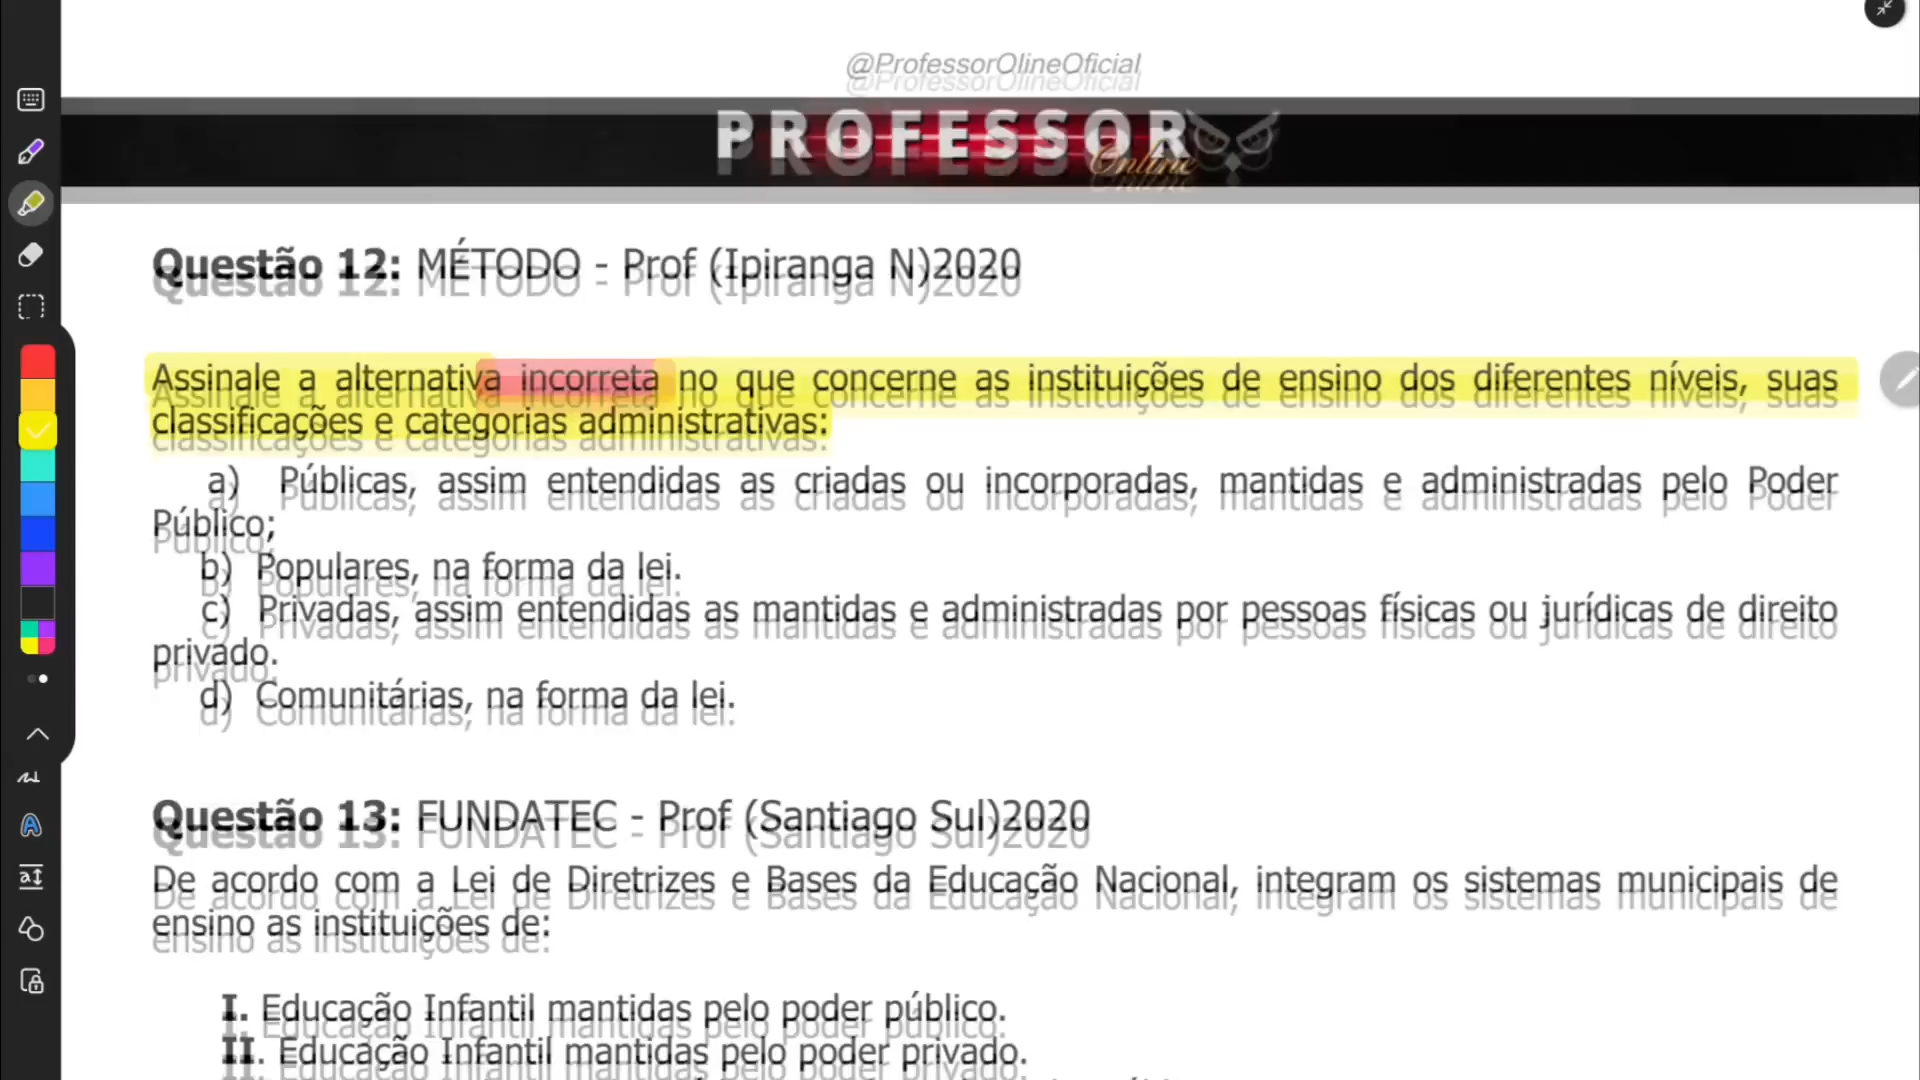 @ProfessorOlineOficial
PROFESSOR
Online
Questão 12: MÉTODO - Prof (Ipiranga N)2020
Assinale a alternativa incorreta no que concerne as instituições de ensino dos diferentes níveis, suas
classificações e categorias administrativas:
a) Públicas, assim entendidas as criadas ou incorporadas, mantidas e administradas pelo Poder
Público;
b) Populares, na forma da lei.
c) Privadas, assim entendidas as mantidas e administradas por pessoas físicas ou jurídicas de direito
privado.
d) Comunitárias, na forma da lei.
Questão 13: FUNDATEC - Prof (Santiago Sul)2020
De acordo com a Lei de Diretrizes e Bases da Educação Nacional, integram os sistemas municipais de
ensino as instituições de:
I. Educação Infantil mantidas pelo poder público.
II. Educação Infantil mantidas pelo poder privado.